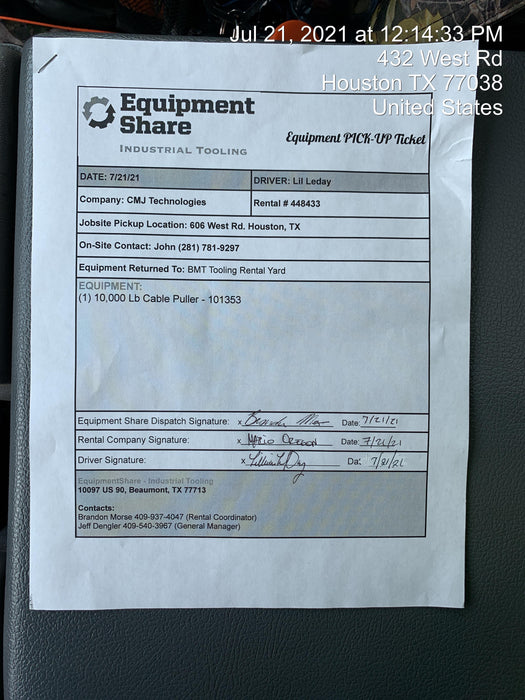 Jul 21, 2021 at 12:14:33 PM
432 West Rd
Houston TX 77038
United States
Equipment
Share
INDUSTRIAL TOOLING
Equipment PICK-UP Ticket
DATE: 7/21/21
DRIVER: Lil Leday
Company: CMJ Technologies
Rental # 448433
Jobsite Pickup Location: 606 West Rd. Houston, TX
On-Site Contact: John (281) 781-9297
Equipment Returned To: BMT Tooling Rental Yard
EQUIPMENT:
(1) 10,000 Lb Cable Puller - 101353
Equipment Share Dispatch Signature: x Date: 7/21/21
Rental Company Signature: x MARIO Date: 7/21/21
Driver Signature: x Dat: 7/21/21
EquipmentShare - Industrial Tooling
10097 US 90, Beaumont, TX 77713
Contacts:
Brandon Morse 409-937-4047 (Rental Coordinator)
Jeff Dengler 409-540-3967 (General Manager)